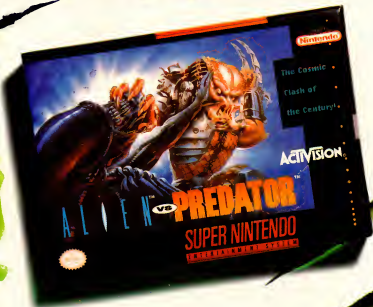 Nintendo
The Cosmic
Clash of
the Century!
ACTIVISION
ALIEN VS PREDATOR
SUPER NINTENDO
ENTERTAINMENT SYSTEM